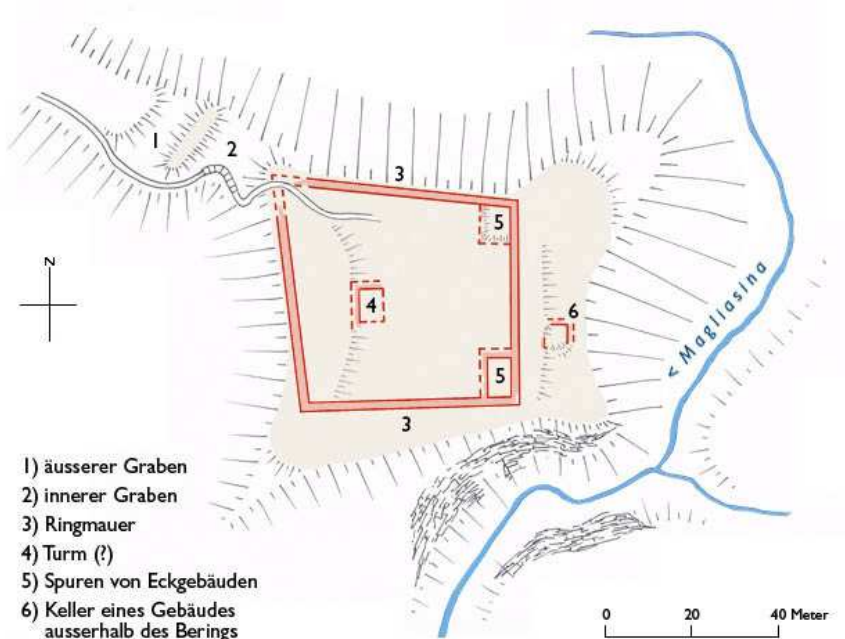 1
2
3
5
N
4
6
< Magliasina
5
3
1) äusserer Graben
2) innerer Graben
3) Ringmauer
4) Turm (?)
5) Spuren von Eckgebäuden
6) Keller eines Gebäudes
ausserhalb des Berings
0 20 40 Meter